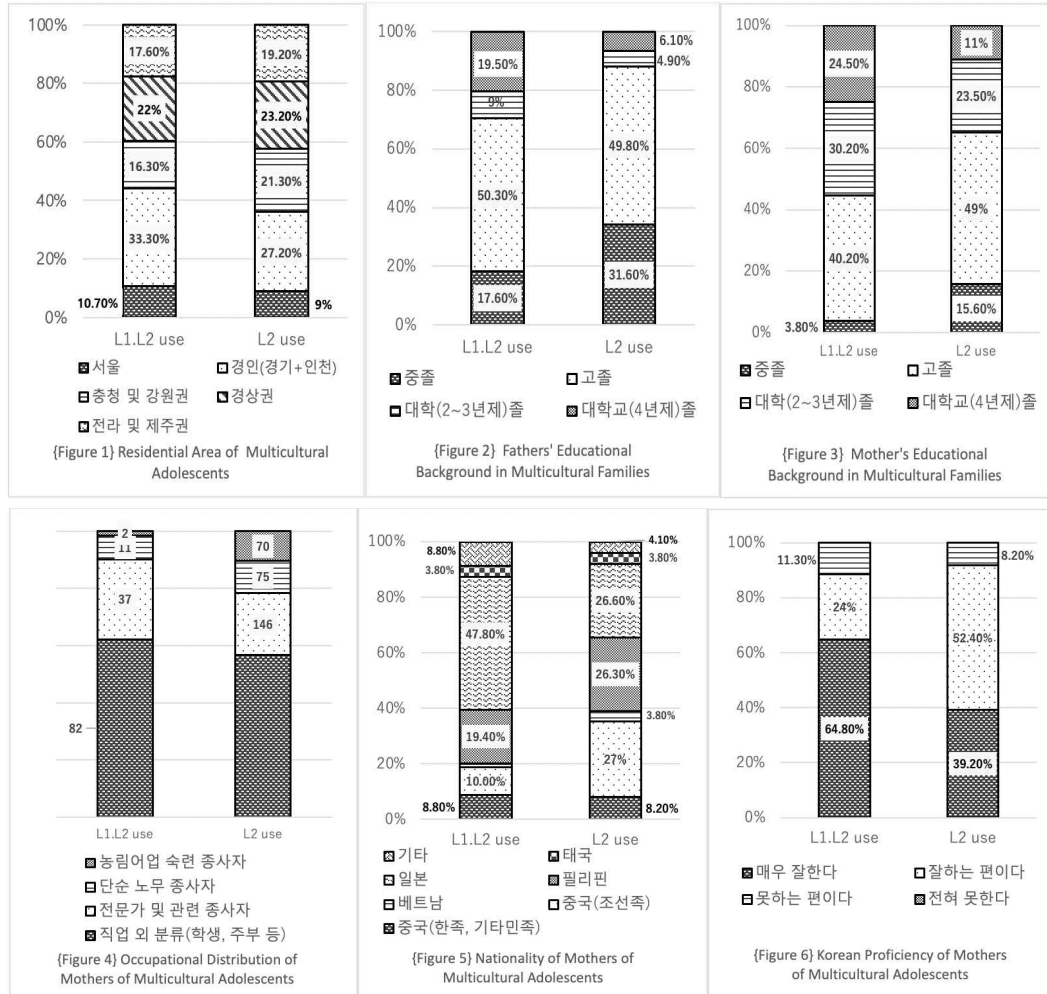 100%
80%
60%
40%
20%
0%
17.60%
22%
16.30%
33.30%
10.70%
19.20%
23.20%
21.30%
27.20%
9%
L1.L2 use
L2 use
서울
경인(경기+인천)
충청 및 강원권
경상권
전라 및 제주권
{Figure 1} Residential Area of Multicultural
Adolescents
100%
80%
60%
40%
20%
0%
19.50%
9%
50.30%
17.60%
6.10%
4.90%
49.80%
31.60%
L1.L2 use
L2 use
중졸
고졸
대학(2~3년제)졸
대학교(4년제)졸
{Figure 2} Fathers' Educational
Background in Multicultural Families
100%
80%
60%
40%
20%
0%
24.50%
30.20%
40.20%
3.80%
11%
23.50%
49%
15.60%
L1.L2 use
L2 use
중졸
고졸
대학(2~3년제)졸
대학교(4년제)졸
{Figure 3} Mother's Educational
Background in Multicultural Families
2
11
37
82
70
75
146
L1.L2 use
L2 use
농림어업 숙련 종사자
단순 노무 종사자
전문가 및 관련 종사자
직업 외 분류(학생, 주부 등)
{Figure 4} Occupational Distribution of
Mothers of Multicultural Adolescents
100%
80%
60%
40%
20%
0%
8.80%
3.80%
47.80%
19.40%
10.00%
8.80%
4.10%
3.80%
26.60%
26.30%
3.80%
27%
8.20%
L1.L2 use
L2 use
기타
태국
일본
필리핀
베트남
중국(조선족)
중국(한족, 기타민족)
{Figure 5} Nationality of Mothers of
Multicultural Adolescents
100%
80%
60%
40%
20%
0%
11.30%
24%
64.80%
8.20%
52.40%
39.20%
L1.L2 use
L2 use
매우 잘한다
잘하는 편이다
못하는 편이다
전혀 못한다
{Figure 6} Korean Proficiency of Mothers
of Multicultural Adolescents